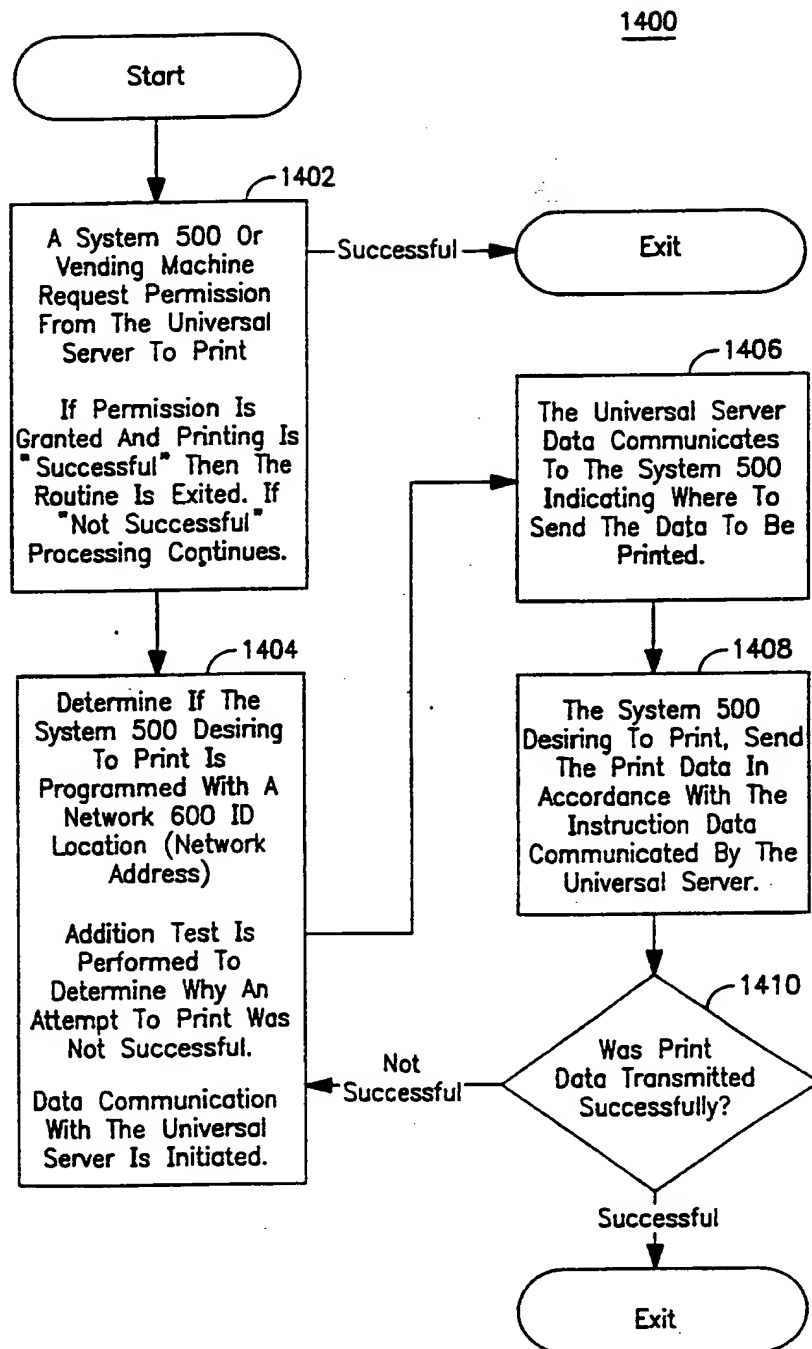 1400
Start
1402
A System 500 Or
Vending Machine
Request Permission
From The Universal
Server To Print
If Permission Is
Granted And Printing Is
"Successful" Then The
Routine Is Exited. If
"Not Successful"
Processing Continues.
Successful
Exit
1404
Determine If The
System 500 Desiring
To Print Is
Programmed With A
Network 600 ID
Location (Network
Address)
Addition Test Is
Performed To
Determine Why An
Attempt To Print Was
Not Successful.
Data Communication
With The Universal
Server Is Initiated.
1406
The Universal Server
Data Communicates
To The System 500
Indicating Where To
Send The Data To Be
Printed.
1408
The System 500
Desiring To Print, Send
The Print Data In
Accordance With The
Instruction Data
Communicated By The
Universal Server.
1410
Was Print
Data Transmitted
Successfully?
Not
Successful
Successful
Exit